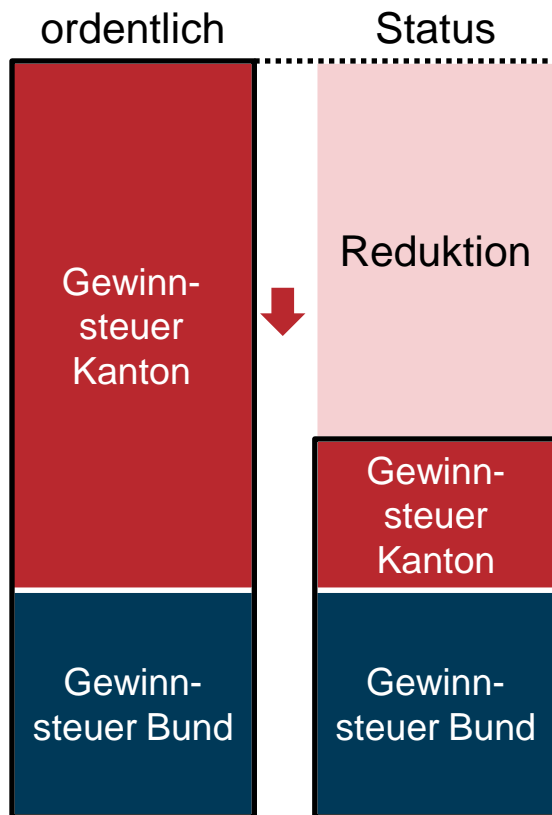 ordentlich
Status
Reduktion
Gewinn-
steuer
Kanton
Gewinn-
steuer
Kanton
Gewinn-
steuer Bund
Gewinn-
steuer Bund